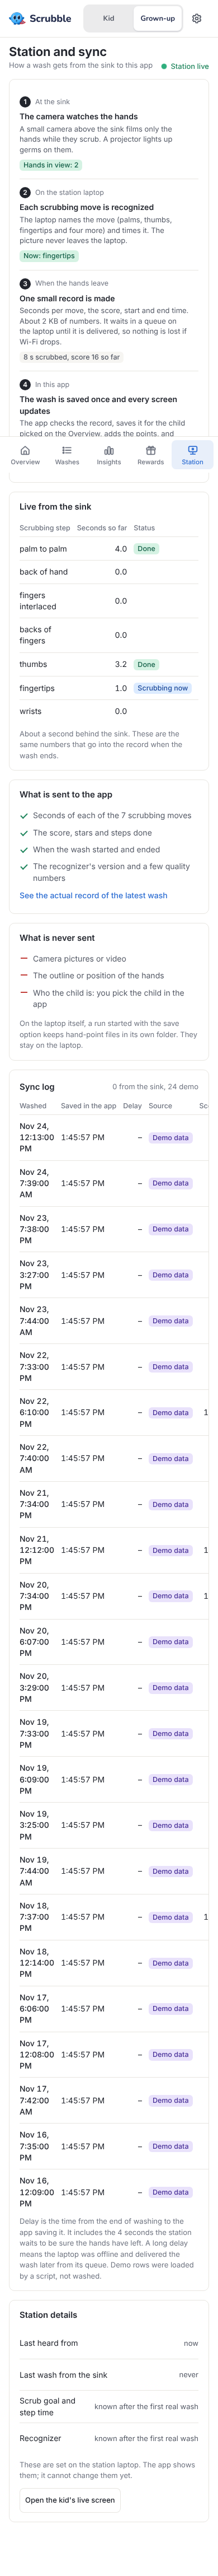 Scrubble
Kid
Grown-up
Station and sync
How a wash gets from the sink to this app
Station live
1 At the sink
The camera watches the hands
A small camera above the sink films only the
hands while they scrub. A projector lights up
germs on them.
Hands in view: 2
2 On the station laptop
Each scrubbing move is recognized
The laptop names the move (palms, thumbs,
fingertips and four more) and times it. The
picture never leaves the laptop.
Now: fingertips
3 When the hands leave
One small record is made
Seconds per move, the score, start and end time.
About 2 KB of numbers. It waits in a queue on
the laptop until it is delivered, so nothing is lost if
Wi-Fi drops.
8 s scrubbed, score 16 so far
4 In this app
The wash is saved once and every screen
updates
The app checks the record, saves it for the child
picked on the Overview, adds the points, and
Overview
Washes
Insights
Rewards
Station
Live from the sink
Scrubbing step Seconds so far Status
palm to palm 4.0 Done
back of hand 0.0
fingers
interlaced 0.0
backs of
fingers 0.0
thumbs 3.2 Done
fingertips 1.0 Scrubbing now
wrists 0.0
About a second behind the sink. These are the
same numbers that go into the record when the
wash ends.
What is sent to the app
Seconds of each of the 7 scrubbing moves
The score, stars and steps done
When the wash started and ended
The recognizer's version and a few quality
numbers
See the actual record of the latest wash
What is never sent
Camera pictures or video
The outline or position of the hands
Who the child is: you pick the child in the
app
On the laptop itself, a run started with the save
option keeps hand-point files in its own folder. They
stay on the laptop.
Sync log
0 from the sink, 24 demo
Washed Saved in the app Delay Source Sc
Nov 24,
12:13:00 1:45:57 PM – Demo data
PM
Nov 24,
7:39:00 1:45:57 PM – Demo data
AM
Nov 23,
7:38:00 1:45:57 PM – Demo data
PM
Nov 23,
3:27:00 1:45:57 PM – Demo data
PM
Nov 23,
7:44:00 1:45:57 PM – Demo data
AM
Nov 22,
7:33:00 1:45:57 PM – Demo data
PM
Nov 22,
6:10:00 1:45:57 PM – Demo data 1
PM
Nov 22,
7:40:00 1:45:57 PM – Demo data
AM
Nov 21,
7:34:00 1:45:57 PM – Demo data
PM
Nov 21,
12:12:00 1:45:57 PM – Demo data 1
PM
Nov 20,
7:34:00 1:45:57 PM – Demo data 1
PM
Nov 20,
6:07:00 1:45:57 PM – Demo data
PM
Nov 20,
3:29:00 1:45:57 PM – Demo data
PM
Nov 19,
7:33:00 1:45:57 PM – Demo data
PM
Nov 19,
6:09:00 1:45:57 PM – Demo data
PM
Nov 19,
3:25:00 1:45:57 PM – Demo data
PM
Nov 19,
7:44:00 1:45:57 PM – Demo data
AM
Nov 18,
7:37:00 1:45:57 PM – Demo data 1
PM
Nov 18,
12:14:00 1:45:57 PM – Demo data
PM
Nov 17,
6:06:00 1:45:57 PM – Demo data
PM
Nov 17,
12:08:00 1:45:57 PM – Demo data
PM
Nov 17,
7:42:00 1:45:57 PM – Demo data
AM
Nov 16,
7:35:00 1:45:57 PM – Demo data
PM
Nov 16,
12:09:00 1:45:57 PM – Demo data
PM
Delay is the time from the end of washing to the
app saving it. It includes the 4 seconds the station
waits to be sure the hands have left. A long delay
means the laptop was offline and delivered the
wash later from its queue. Demo rows were loaded
by a script, not washed.
Station details
Last heard from now
Last wash from the sink never
Scrub goal and
step time known after the first real wash
Recognizer known after the first real wash
These are set on the station laptop. The app shows
them; it cannot change them yet.
Open the kid's live screen